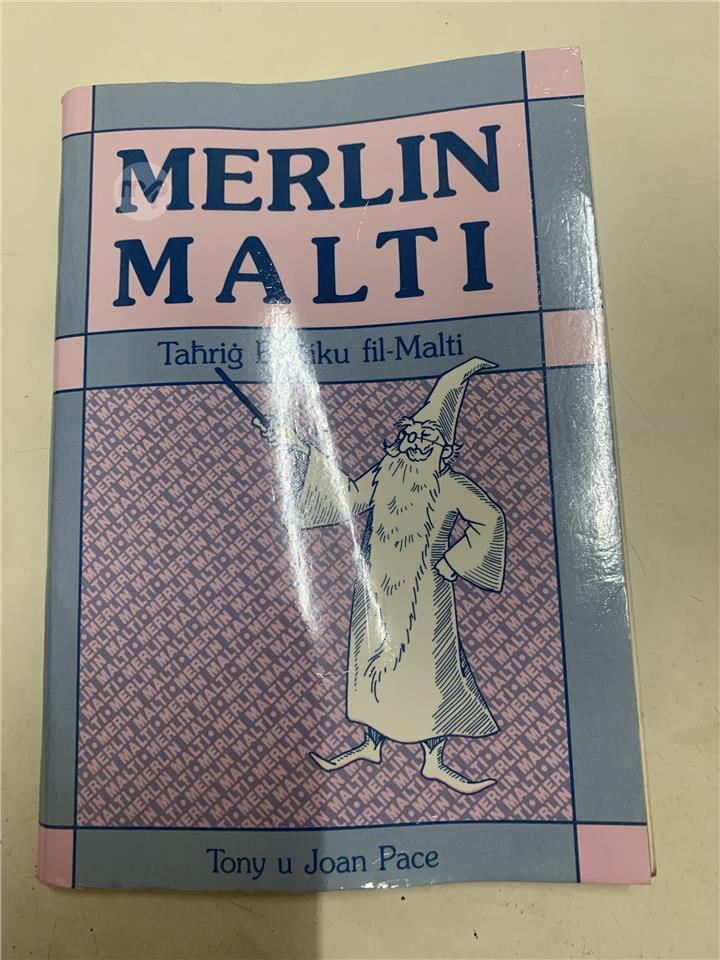 MERLIN
MALTI
Taħriġ fil-Malti
Tony u Joan Pace